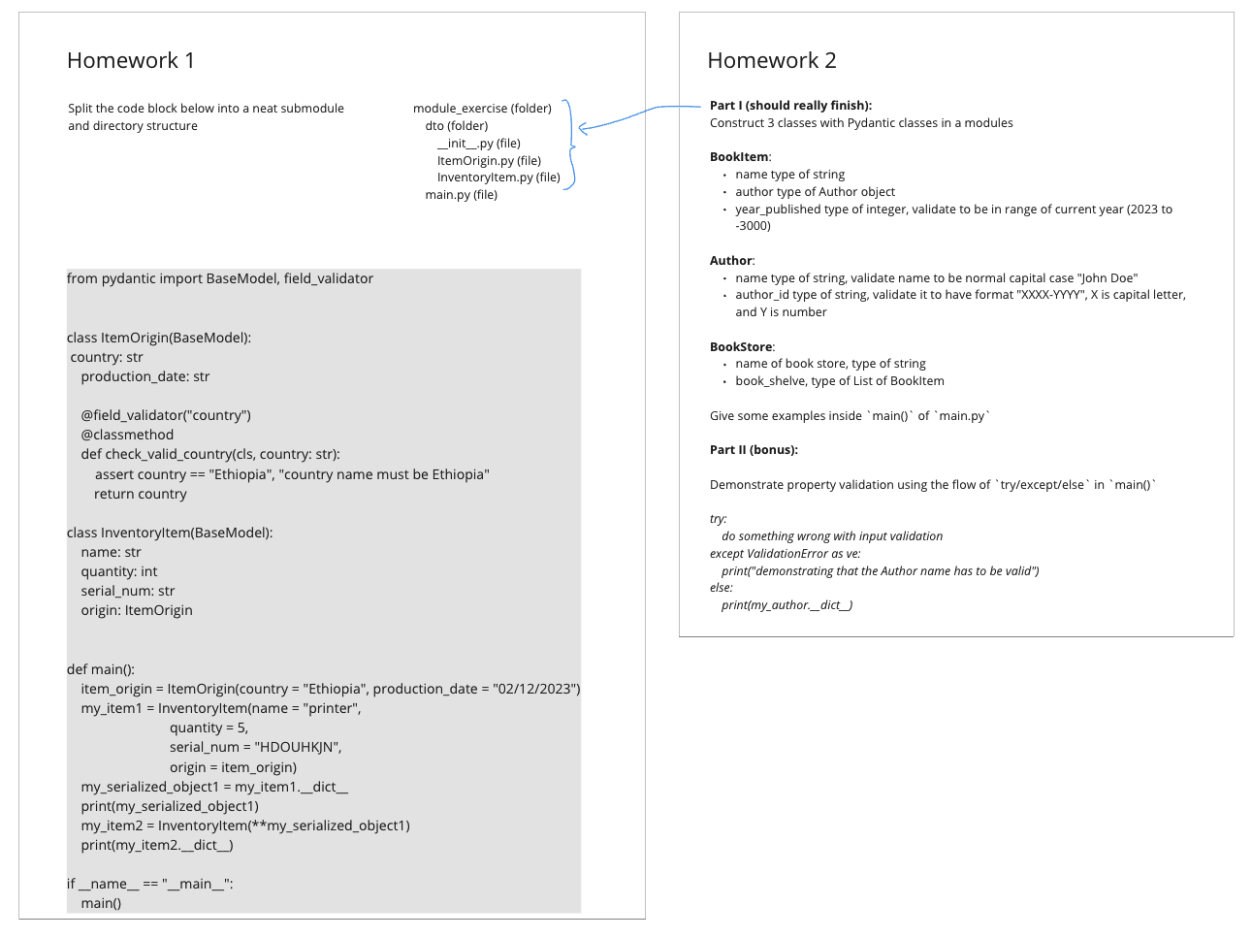 Homework 1
Split the code block below into a neat submodule
and directory structure
module_exercise (folder)
dto (folder)
__init__.py (file)
ItemOrigin.py (file)
InventoryItem.py (file)
main.py (file)
from pydantic import BaseModel, field_validator
class ItemOrigin(BaseModel):
country: str
production_date: str
@field_validator("country")
@classmethod
def check_valid_country(cls, country: str):
assert country == "Ethiopia", "country name must be Ethiopia"
return country
class InventoryItem(BaseModel):
name: str
quantity: int
serial_num: str
origin: ItemOrigin
def main():
item_origin = ItemOrigin(country = "Ethiopia", production_date = "02/12/2023")
my_item1 = InventoryItem(name = "printer",
quantity = 5,
serial_num = "HDOUHKJN",
origin = item_origin)
my_serialized_object1 = my_item1.__dict__
print(my_serialized_object1)
my_item2 = InventoryItem(**my_serialized_object1)
print(my_item2.__dict__)
if __name__ == "__main__":
main()
Homework 2
Part I (should really finish):
Construct 3 classes with Pydantic classes in a modules
BookItem:
• name type of string
• author type of Author object
• year_published type of integer, validate to be in range of current year (2023 to
-3000)
Author:
• name type of string, validate name to be normal capital case "John Doe"
• author_id type of string, validate it to have format "XXXX-YYYY", X is capital letter,
and Y is number
BookStore:
• name of book store, type of string
• book_shelve, type of List of BookItem
Give some examples inside `main()` of `main.py`
Part II (bonus):
Demonstrate property validation using the flow of `try/except/else` in `main()`
try:
do something wrong with input validation
except ValidationError as ve:
print("demonstrating that the Author name has to be valid")
else:
print(my_author.__dict__)